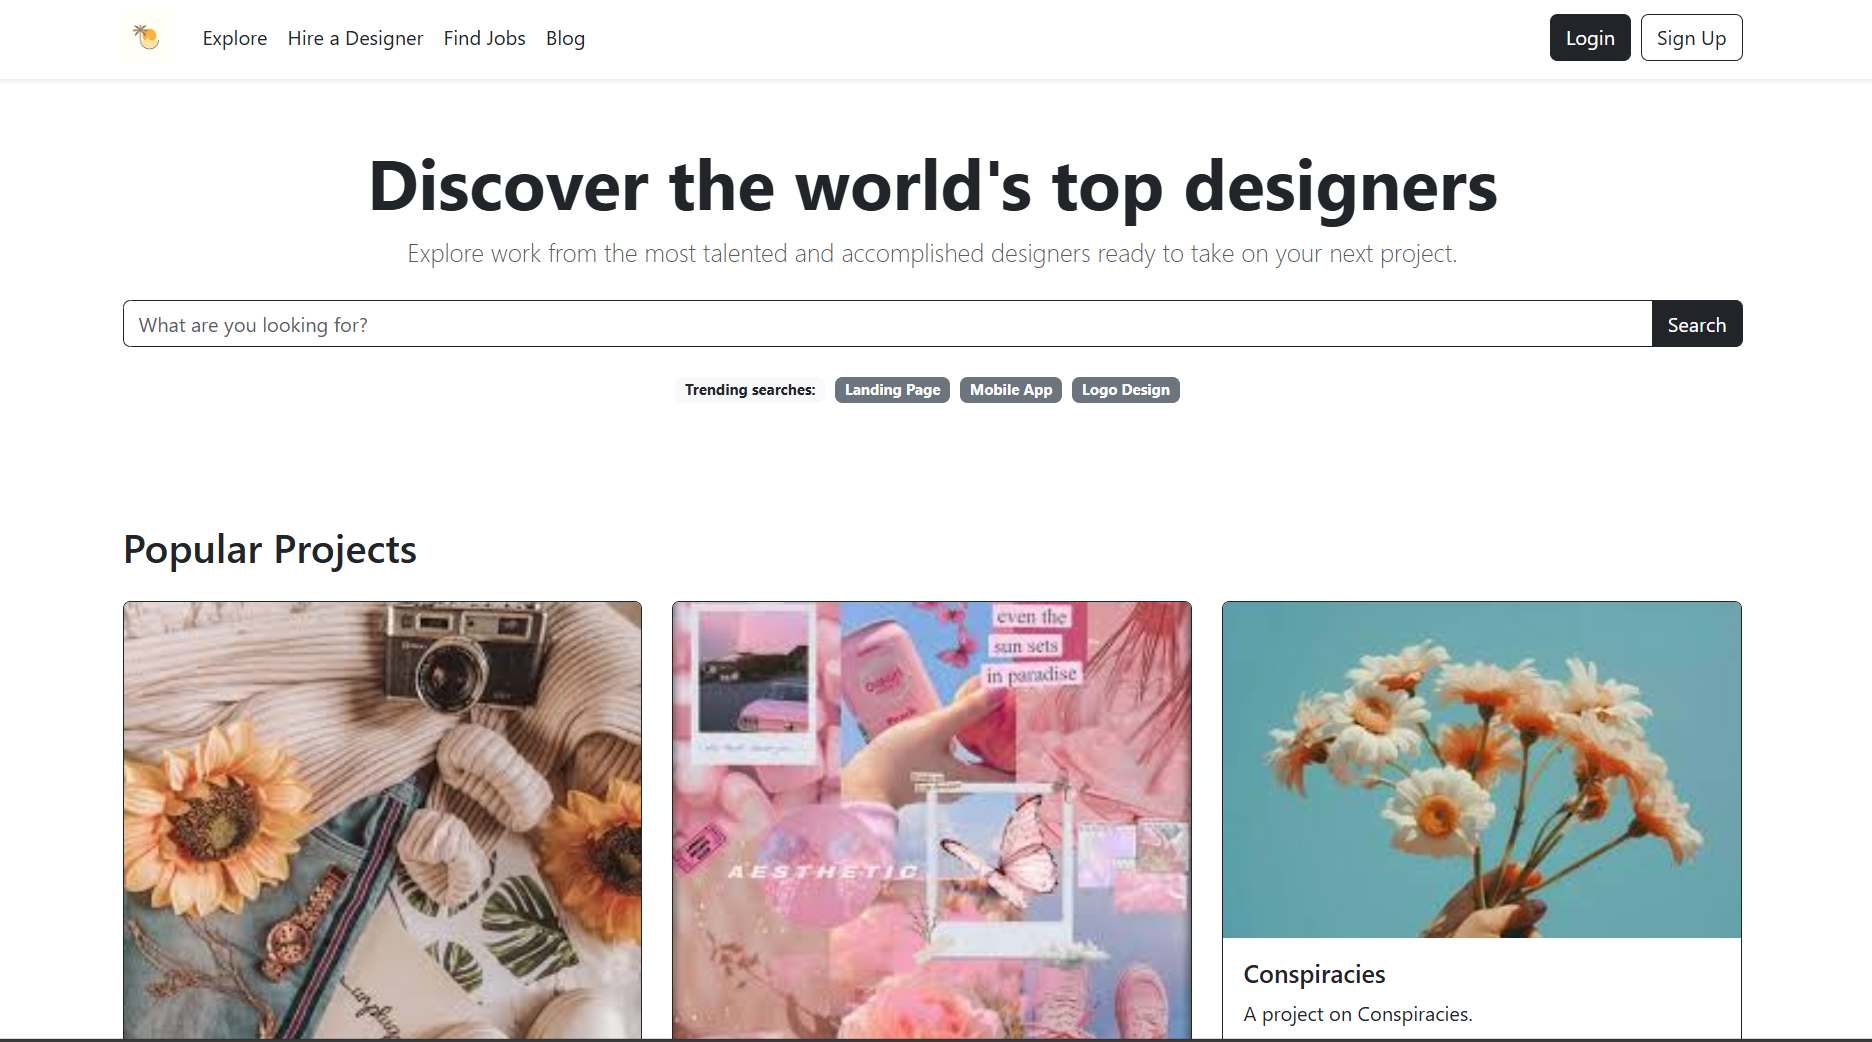 Explore Hire a Designer Find Jobs Blog Login Sign Up
Discover the world's top designers
Explore work from the most talented and accomplished designers ready to take on your next project.
What are you looking for? Search
Trending searches: Landing Page Mobile App Logo Design
Popular Projects
even the
sun sets
in paradise
AESTHETIC
unplug
Conspiracies
A project on Conspiracies.